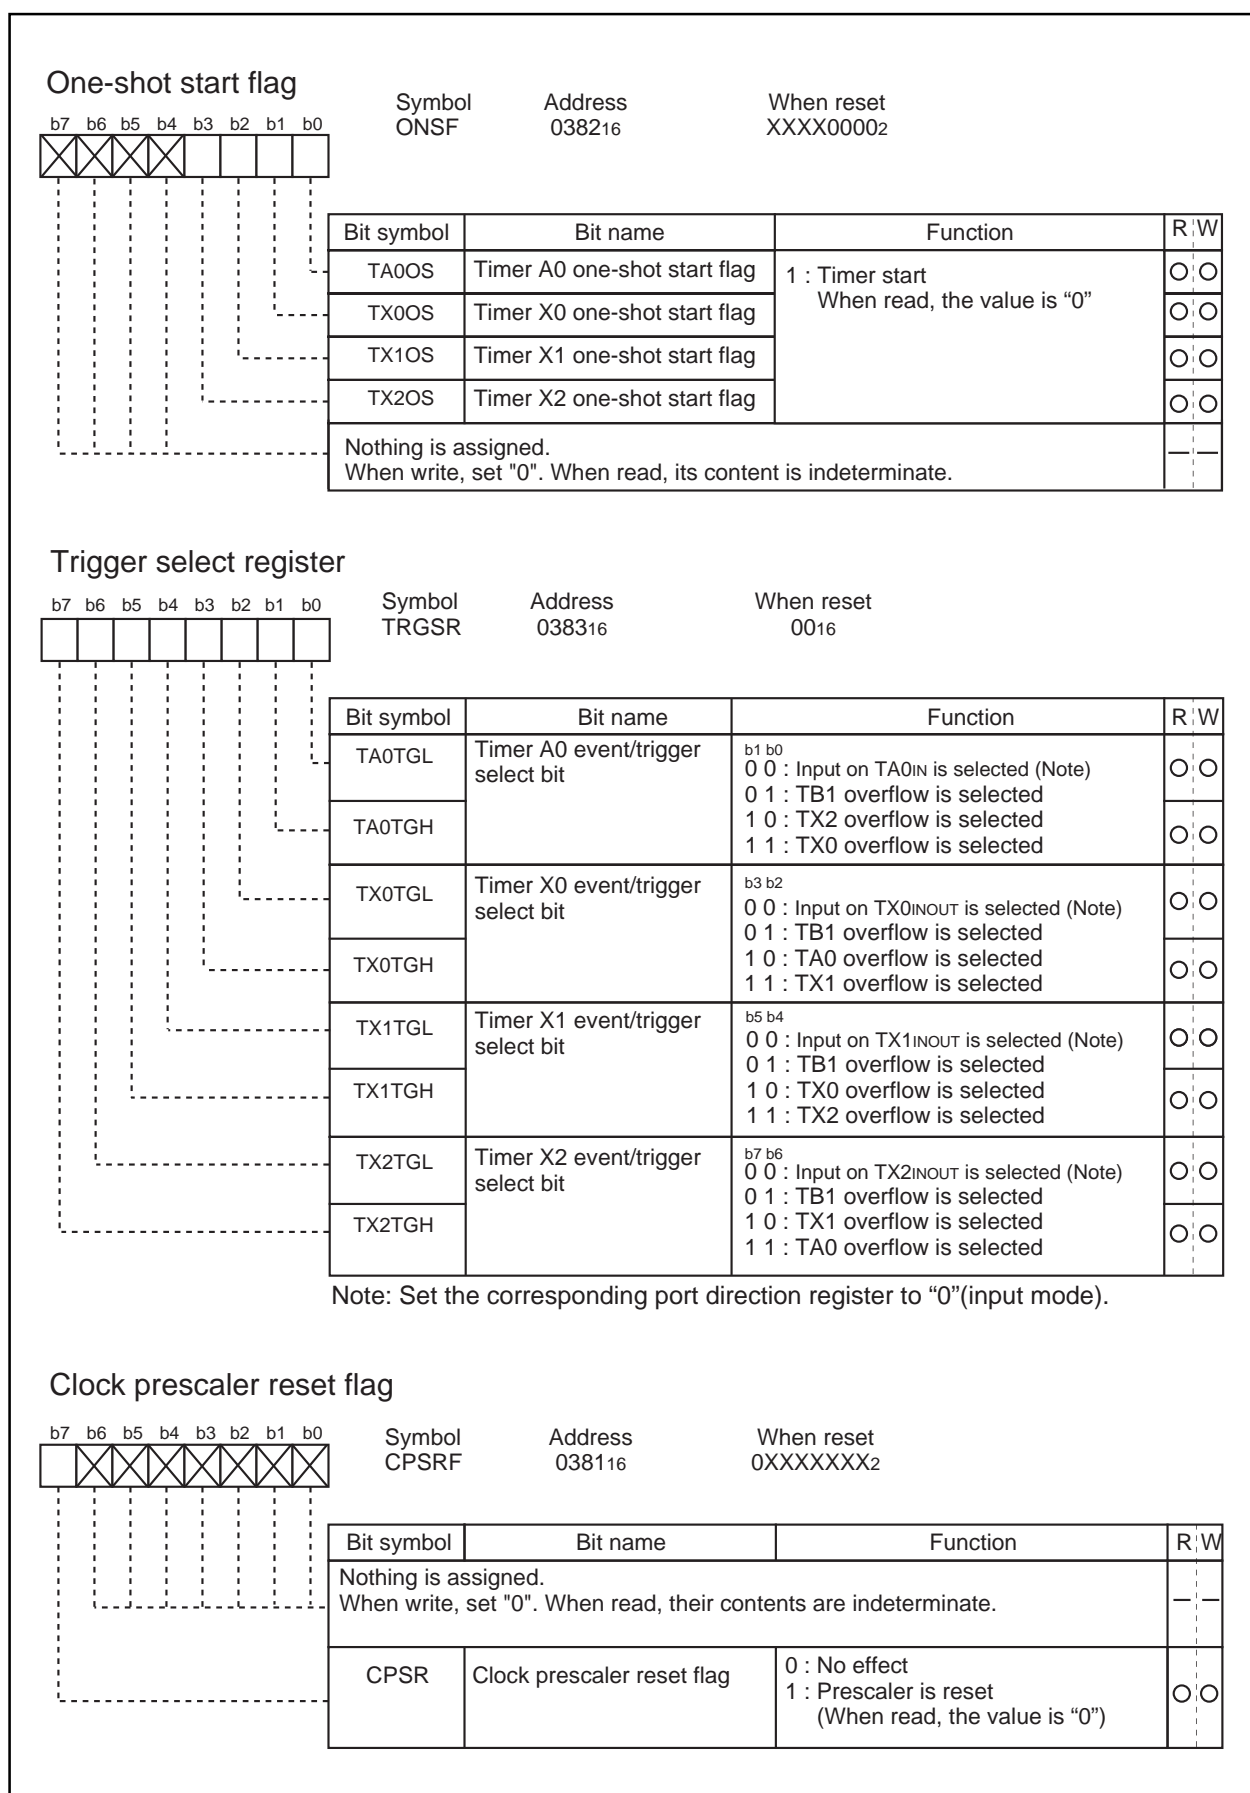 One-shot start flag
Symbol Address When reset
ONSF 038216 XXXX00002
b7 b6 b5 b4 b3 b2 b1 b0
Bit symbol Bit name Function R W
TA0OS Timer A0 one-shot start flag 1 : Timer start
When read, the value is “0”
TX0OS Timer X0 one-shot start flag
TX1OS Timer X1 one-shot start flag
TX2OS Timer X2 one-shot start flag
Nothing is assigned.
When write, set "0". When read, its content is indeterminate.
Trigger select register
Symbol Address When reset
TRGSR 038316 0016
b7 b6 b5 b4 b3 b2 b1 b0
Bit symbol Bit name Function R W
TA0TGL Timer A0 event/trigger
select bit
b1 b0
0 0 : Input on TA0IN is selected (Note)
0 1 : TB1 overflow is selected
TA0TGH 1 0 : TX2 overflow is selected
1 1 : TX0 overflow is selected
TX0TGL Timer X0 event/trigger
select bit
b3 b2
0 0 : Input on TX0INOUT is selected (Note)
0 1 : TB1 overflow is selected
TX0TGH 1 0 : TA0 overflow is selected
1 1 : TX1 overflow is selected
TX1TGL Timer X1 event/trigger
select bit
b5 b4
0 0 : Input on TX1INOUT is selected (Note)
0 1 : TB1 overflow is selected
TX1TGH 1 0 : TX0 overflow is selected
1 1 : TX2 overflow is selected
TX2TGL Timer X2 event/trigger
select bit
b7 b6
0 0 : Input on TX2INOUT is selected (Note)
0 1 : TB1 overflow is selected
TX2TGH 1 0 : TX1 overflow is selected
1 1 : TA0 overflow is selected
Note: Set the corresponding port direction register to “0”(input mode).
Clock prescaler reset flag
Symbol Address When reset
CPSRF 038116 0XXXXXXX2
b7 b6 b5 b4 b3 b2 b1 b0
Bit symbol Bit name Function R W
Nothing is assigned.
When write, set "0". When read, their contents are indeterminate.
CPSR Clock prescaler reset flag 0 : No effect
1 : Prescaler is reset
(When read, the value is “0”)